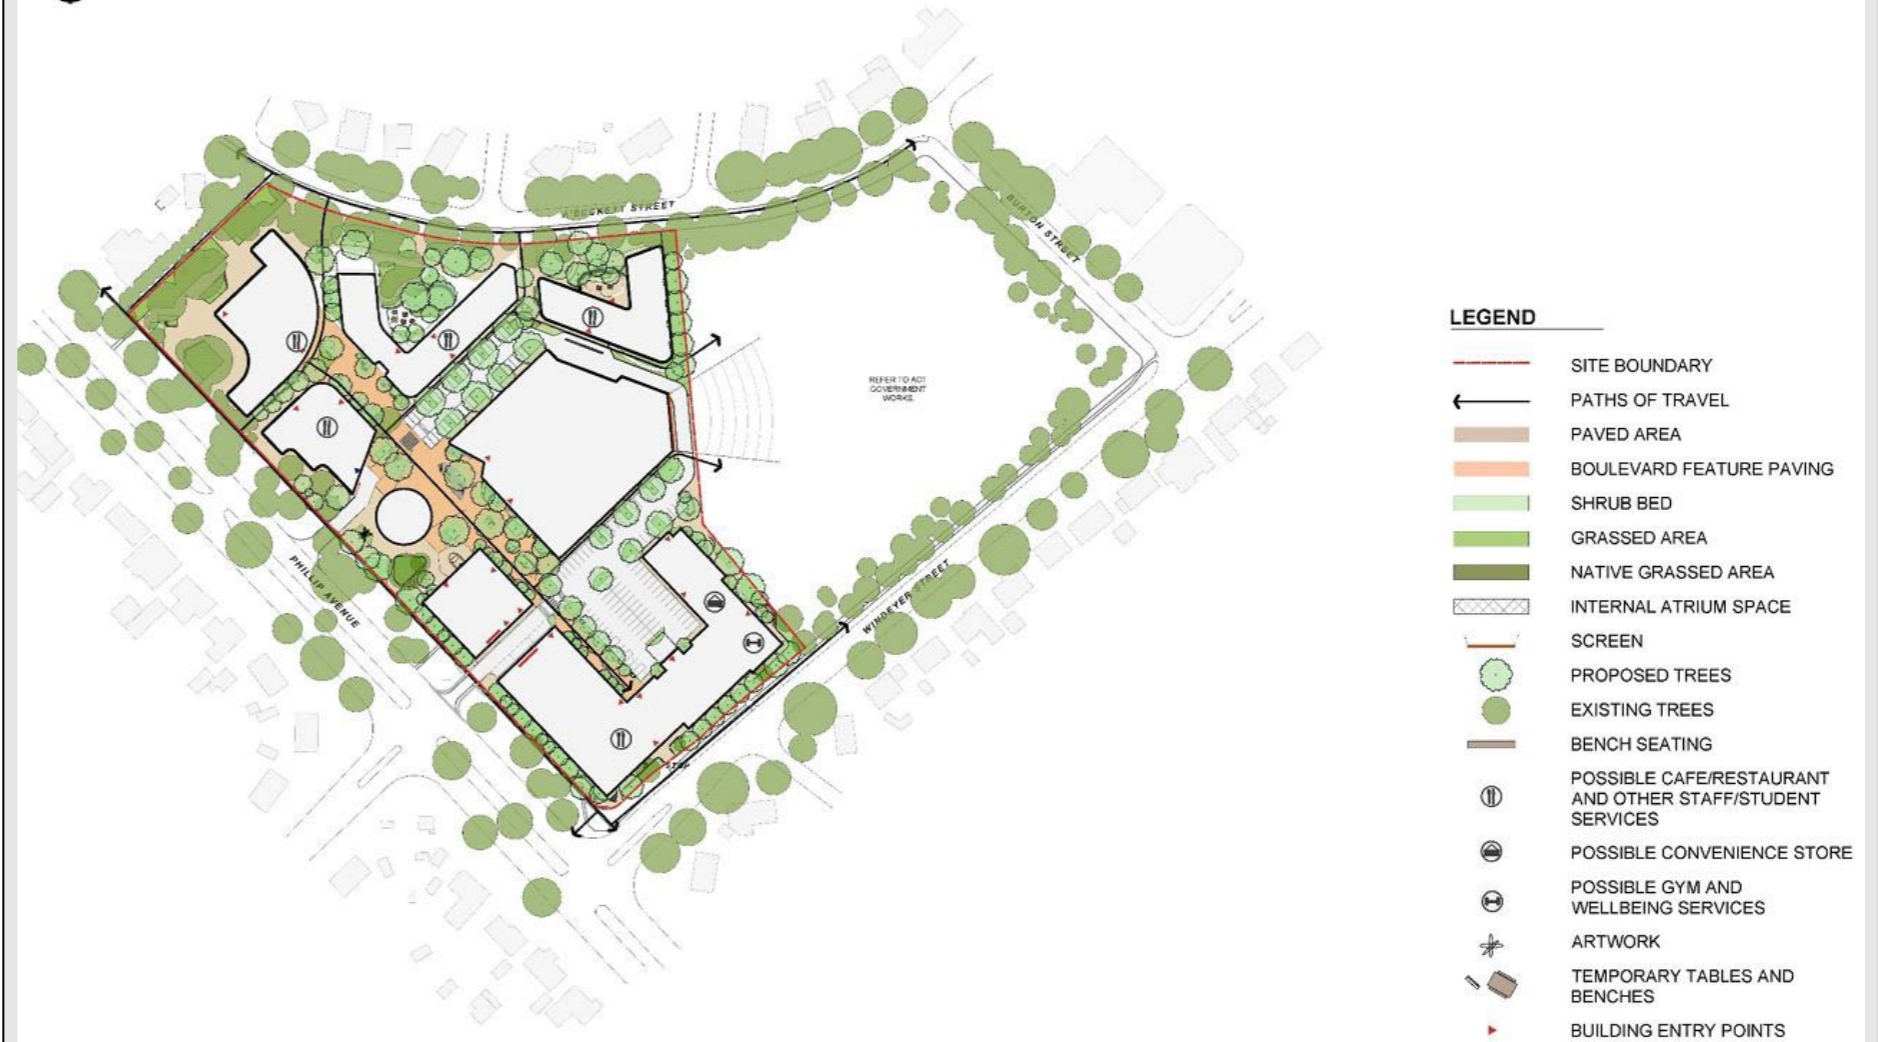 A'BECKETT STREET
BURTON STREET
REFER TO ACT
GOVERNMENT
WORKS.
PHILLIP AVENUE
WINDEYER STREET
LEGEND
SITE BOUNDARY
PATHS OF TRAVEL
PAVED AREA
BOULEVARD FEATURE PAVING
SHRUB BED
GRASSED AREA
NATIVE GRASSED AREA
INTERNAL ATRIUM SPACE
SCREEN
PROPOSED TREES
EXISTING TREES
BENCH SEATING
POSSIBLE CAFE/RESTAURANT
AND OTHER STAFF/STUDENT
SERVICES
POSSIBLE CONVENIENCE STORE
POSSIBLE GYM AND
WELLBEING SERVICES
ARTWORK
TEMPORARY TABLES AND
BENCHES
BUILDING ENTRY POINTS